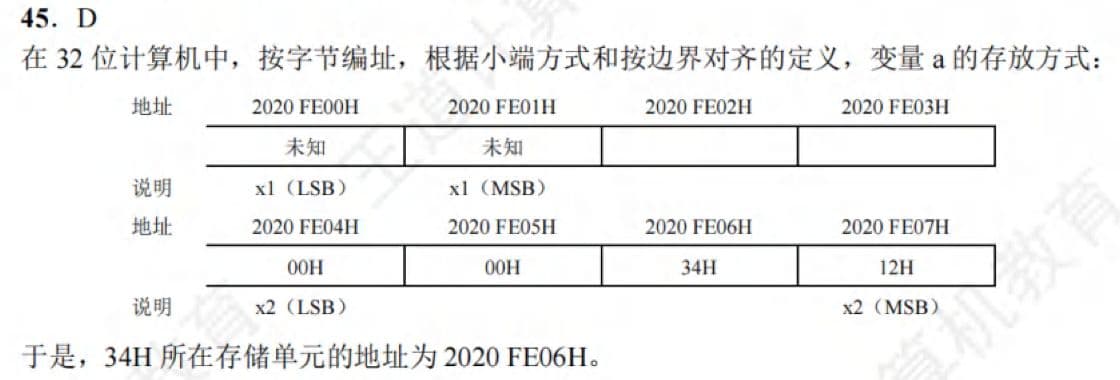 45. D
在 32 位计算机中，按字节编址，根据小端方式和按边界对齐的定义，变量 a 的存放方式：
地址 2020 FE00H 2020 FE01H 2020 FE02H 2020 FE03H
未知 未知
说明 x1（LSB） x1（MSB）
地址 2020 FE04H 2020 FE05H 2020 FE06H 2020 FE07H
00H 00H 34H 12H
说明 x2（LSB） x2（MSB）
于是，34H 所在存储单元的地址为 2020 FE06H。